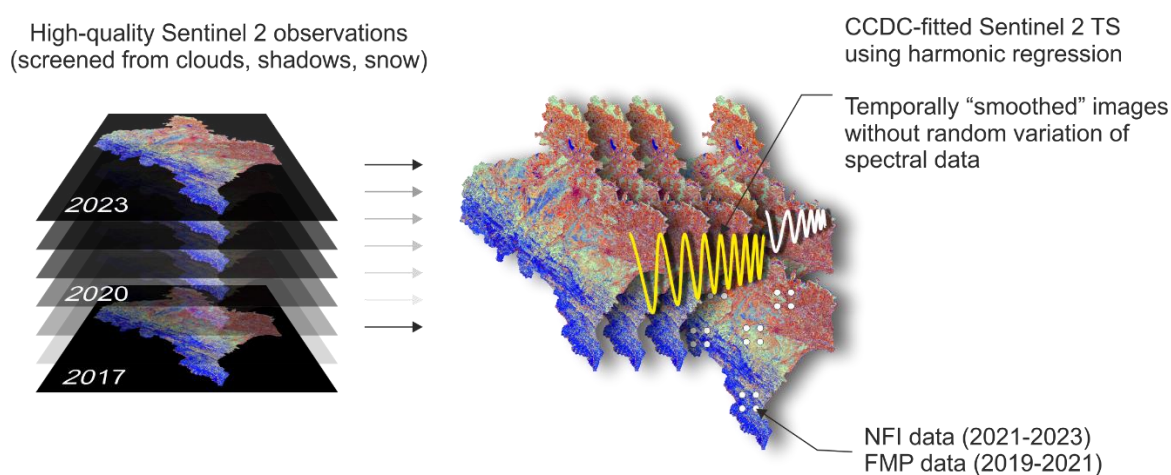 High-quality Sentinel 2 observations
(screened from clouds, shadows, snow)
2023
2020
2017
CCDC-fitted Sentinel 2 TS
using harmonic regression
Temporally “smoothed” images
without random variation of
spectral data
NFI data (2021-2023)
FMP data (2019-2021)